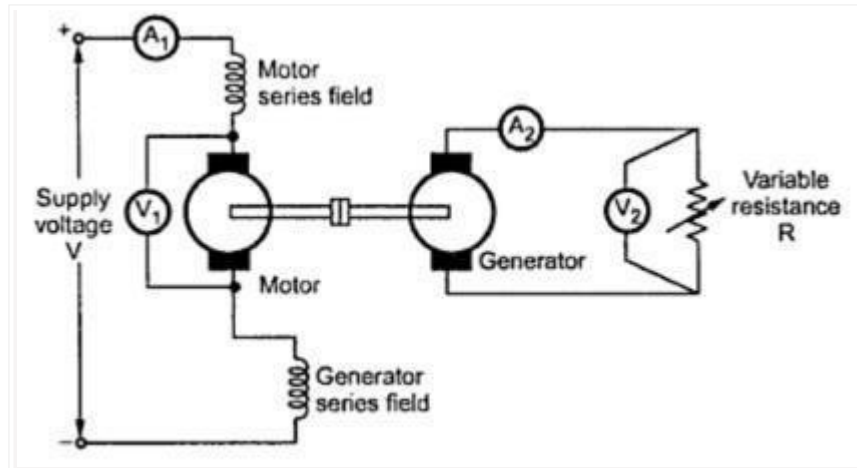 +
A1
Motor
series field
A2
Supply
voltage
V
V1
V2
Variable
resistance
R
Generator
Motor
Generator
series field
−